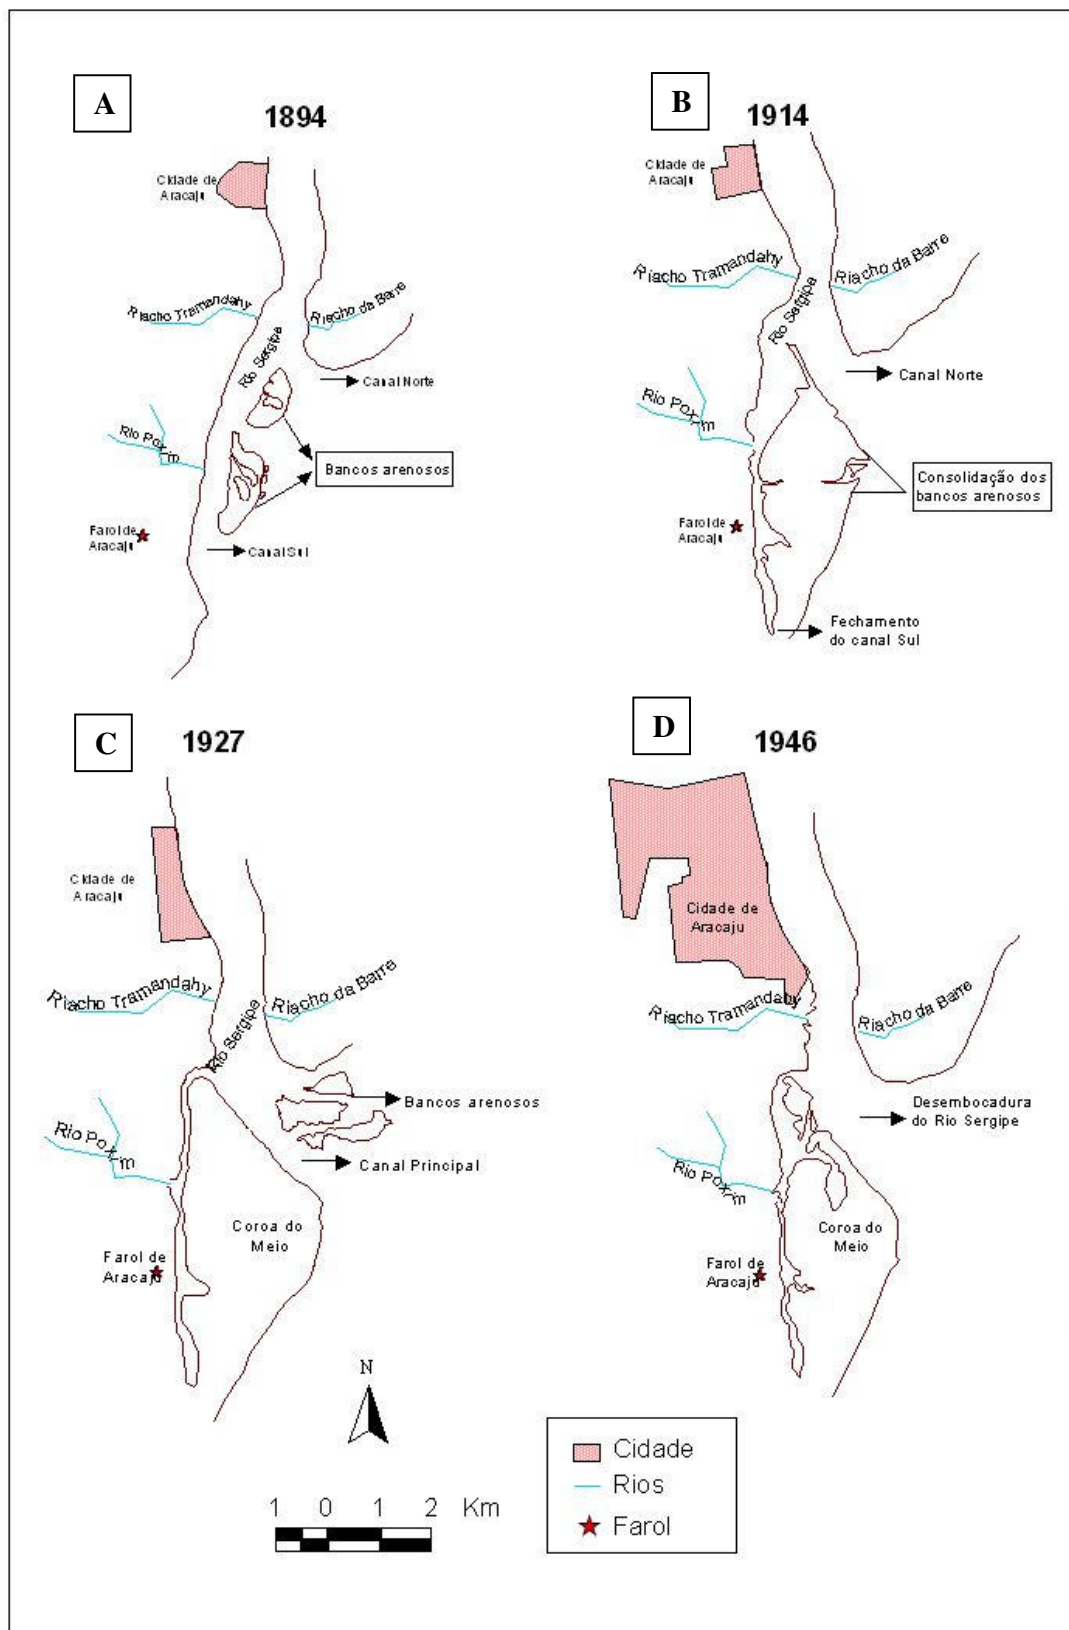 A
1894
Cidade de
Aracaju
Riacho Tramandahy
Riacho da Barre
Rio Sergipe
Canal Norte
Rio Poxim
Bancos arenosos
Farol de
Aracaju
Canal Sul
B
1914
Cidade de
Aracaju
Riacho Tramandahy
Riacho da Barre
Rio Sergipe
Canal Norte
Rio Poxim
Consolidação dos
bancos arenosos
Farol de
Aracaju
Fechamento
do canal Sul
C
1927
Cidade de
Aracaju
Riacho Tramandahy
Riacho da Barre
Rio Sergipe
Bancos arenosos
Rio Poxim
Canal Principal
Coroa do
Meio
Farol de
Aracaju
D
1946
Cidade de
Aracaju
Riacho Tramandahy
Riacho da Barre
Desembocadura
do Rio Sergipe
Rio Poxim
Coroa do
Meio
Farol de
Aracaju
N
1 0 1 2 Km
Cidade
Rios
Farol